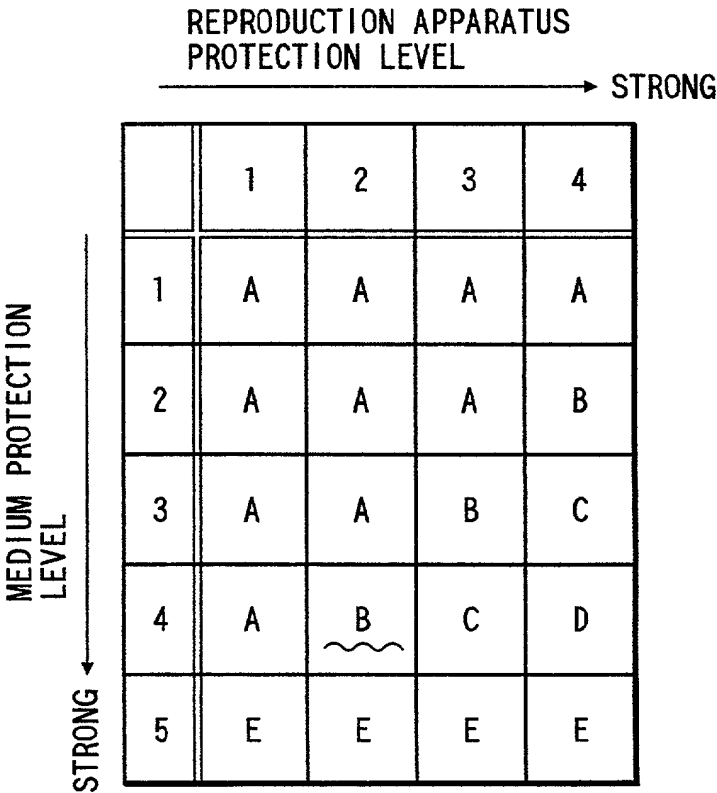 REPRODUCTION APPARATUS
PROTECTION LEVEL
STRONG
1 2 3 4
1 A A A A
2 A A A B
3 A A B C
4 A B C D
5 E E E E
MEDIUM PROTECTION
LEVEL
STRONG